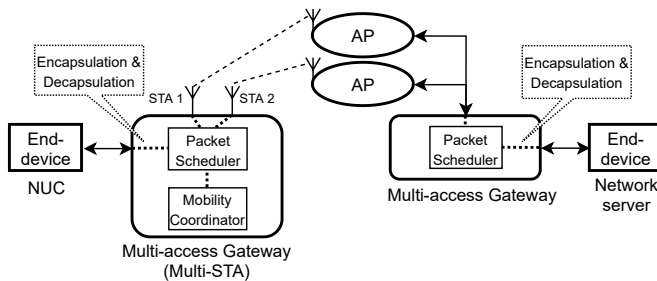 Encapsulation &
Decapsulation
STA 1
STA 2
AP
AP
Encapsulation &
Decapsulation
End-
device
NUC
Packet
Scheduler
Mobility
Coordinator
Multi-access Gateway
(Multi-STA)
Packet
Scheduler
Multi-access Gateway
End-
device
Network
server